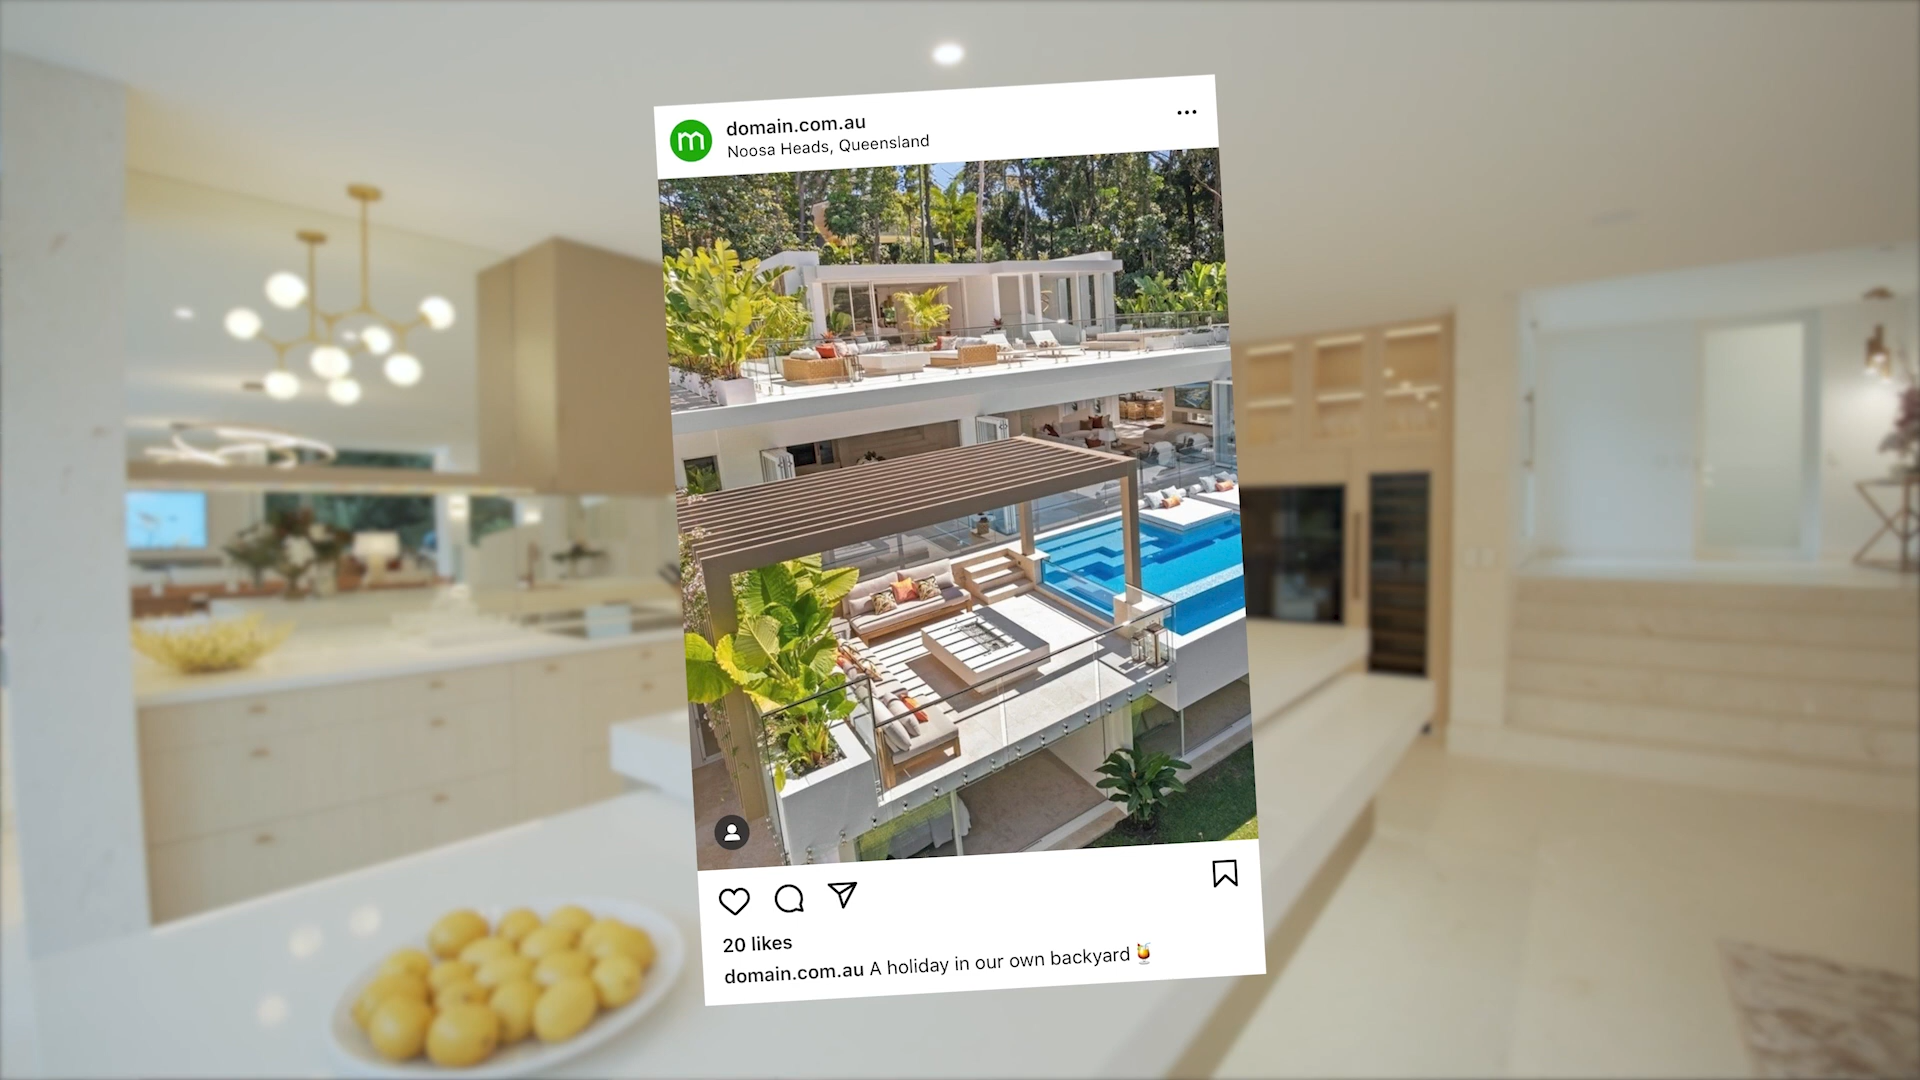 domain.com.au
Noosa Heads, Queensland
20 likes
domain.com.au A holiday in our own backyard 🍹